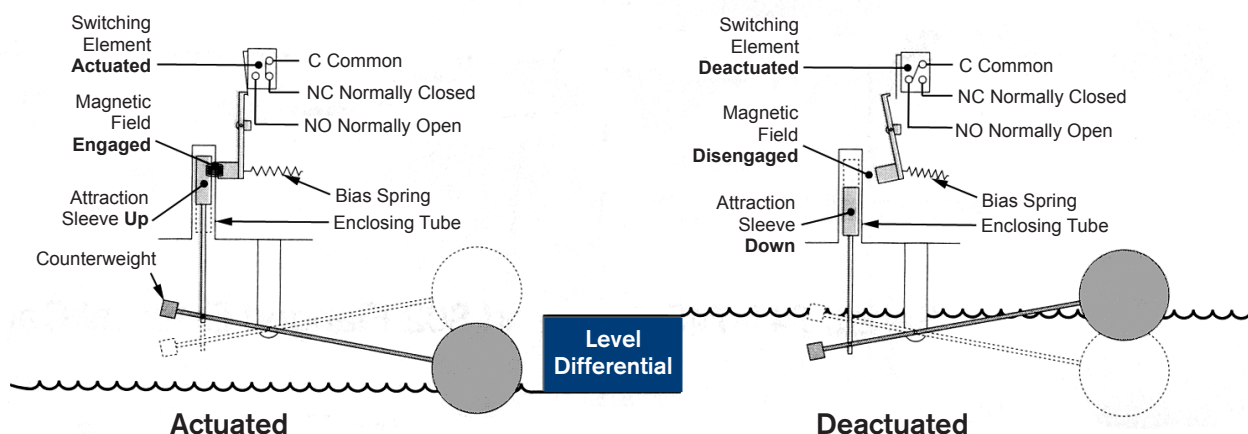 Switching
Element
Actuated
C Common
NC Normally Closed
NO Normally Open
Magnetic
Field
Engaged
Attraction
Sleeve Up
Bias Spring
Enclosing Tube
Counterweight
Actuated
Level
Differential
Switching
Element
Deactuated
C Common
NC Normally Closed
NO Normally Open
Magnetic
Field
Disengaged
Attraction
Sleeve
Down
Bias Spring
Enclosing Tube
Deactuated